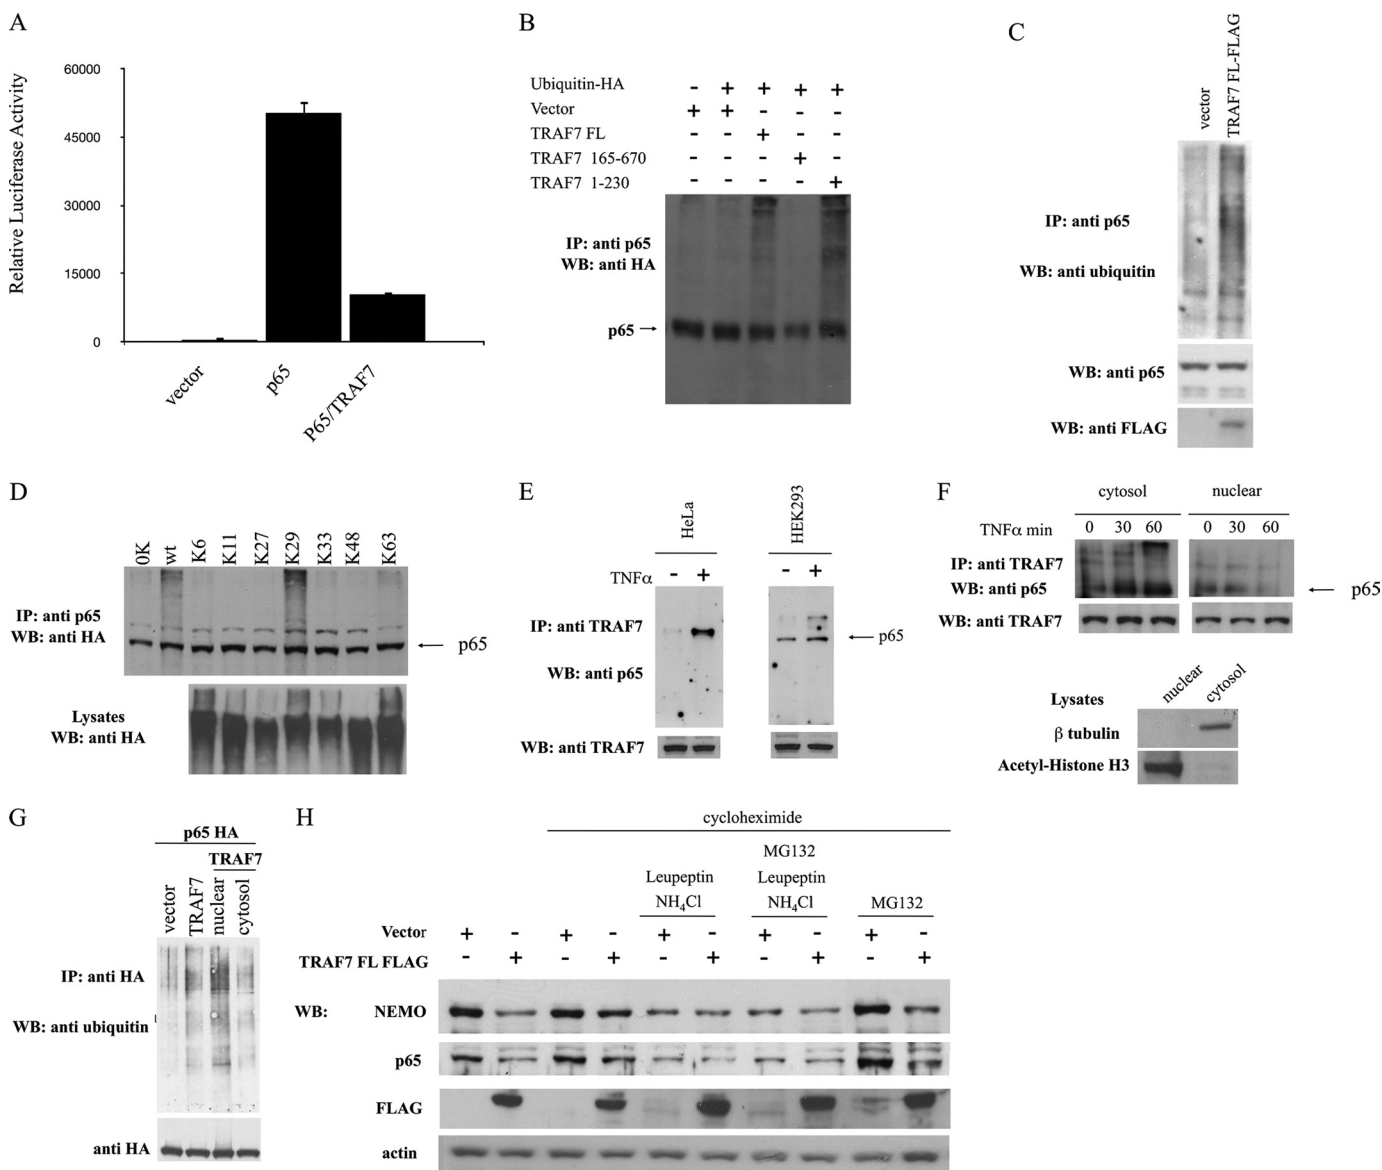 A
Relative Luciferase Activity
60000
45000
30000
15000
0
vector
p65
P65/TRAF7
B
Ubiquitin-HA - + + + +
Vector + + - - -
TRAF7 FL - - + - -
TRAF7 165-670 - - - + -
TRAF7 1-230 - - - - +
IP: anti p65
WB: anti HA
p65
C
vector
TRAF7 FL-FLAG
IP: anti p65
WB: anti ubiquitin
WB: anti p65
WB: anti FLAG
D
0K wt K6 K11 K27 K29 K33 K48 K63
IP: anti p65
WB: anti HA
p65
Lysates
WB: anti HA
E
HeLa
HEK293
TNFα - + - +
IP: anti TRAF7
WB: anti p65
p65
WB: anti TRAF7
F
cytosol nuclear
TNFα min 0 30 60 0 30 60
IP: anti TRAF7
WB: anti p65
p65
WB: anti TRAF7
nuclear
cytosol
Lysates
β tubulin
Acetyl-Histone H3
G
p65 HA
TRAF7
vector
TRAF7
nuclear
cytosol
IP: anti HA
WB: anti ubiquitin
anti HA
H
cycloheximide
MG132
Leupeptin Leupeptin
NH₄Cl NH₄Cl MG132
Vector + - + - + - + - + -
TRAF7 FL FLAG - + - + - + - + - +
WB: NEMO
p65
FLAG
actin